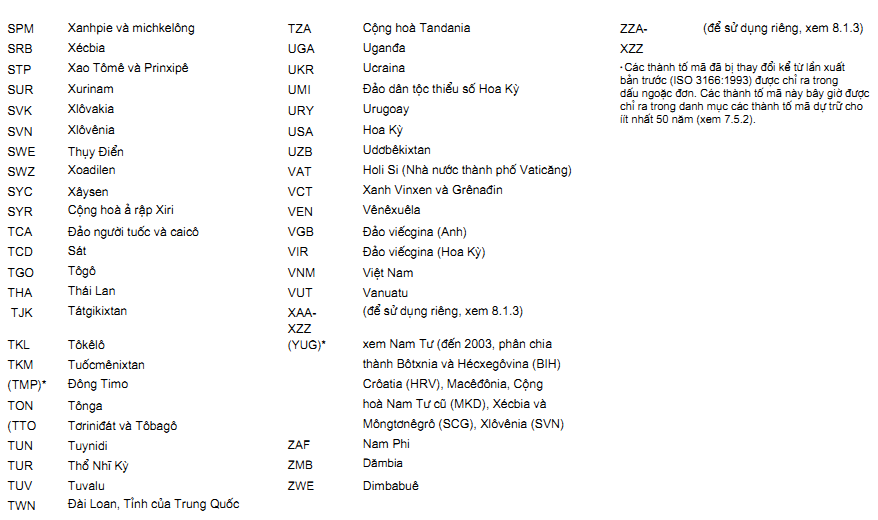 SPM Xanhpie và michkelông
SRB Xécbia
STP Xao Tômê và Prinxipê
SUR Xurinam
SVK Xlôvakia
SVN Xlôvênia
SWE Thụy Điển
SWZ Xoadilen
SYC Xâysen
SYR Cộng hoà ả rập Xiri
TCA Đảo người tuốc và caicô
TCD Sát
TGO Tôgô
THA Thái Lan
TJK Tátgikixtan
TKL Tôkêlô
TKM Tuốcmênixtan
(TMP)* Đông Timo
TON Tônga
(TTO Tơriniđát và Tôbagô
TUN Tuynidi
TUR Thổ Nhĩ Kỳ
TUV Tuvalu
TWN Đài Loan, Tỉnh của Trung Quốc
TZA Cộng hoà Tandania
UGA Uganđa
UKR Ucraina
UMI Đảo dân tộc thiểu số Hoa Kỳ
URY Urugoay
USA Hoa Kỳ
UZB Udơbêkixtan
VAT Holi Si (Nhà nước thành phố Vaticăng)
VCT Xanh Vinxen và Grênađin
VEN Vênêxuêla
VGB Đảo viếcgina (Anh)
VIR Đảo viếcgina (Hoa Kỳ)
VNM Việt Nam
VUT Vanuatu
XAA- (để sử dụng riêng, xem 8.1.3)
XZZ
(YUG)* xem Nam Tư (đến 2003, phân chia
thành Bôtxnia và Hécxegôvina (BIH)
Crôatia (HRV), Macêđônia, Cộng
hoà Nam Tư cũ (MKD), Xécbia và
Môngtơnêgrô (SCG), Xlôvênia (SVN)
ZAF Nam Phi
ZMB Dămbia
ZWE Dimbabuê
ZZA- (để sử dụng riêng, xem 8.1.3)
XZZ
* Các thành tố mã đã bị thay đổi kể từ lần xuất
bản trước (ISO 3166:1993) được chỉ ra trong
dấu ngoặc đơn. Các thành tố mã này bây giờ được
chỉ ra trong danh mục các thành tố mã dự trữ cho
iít nhất 50 năm (xem 7.5.2).